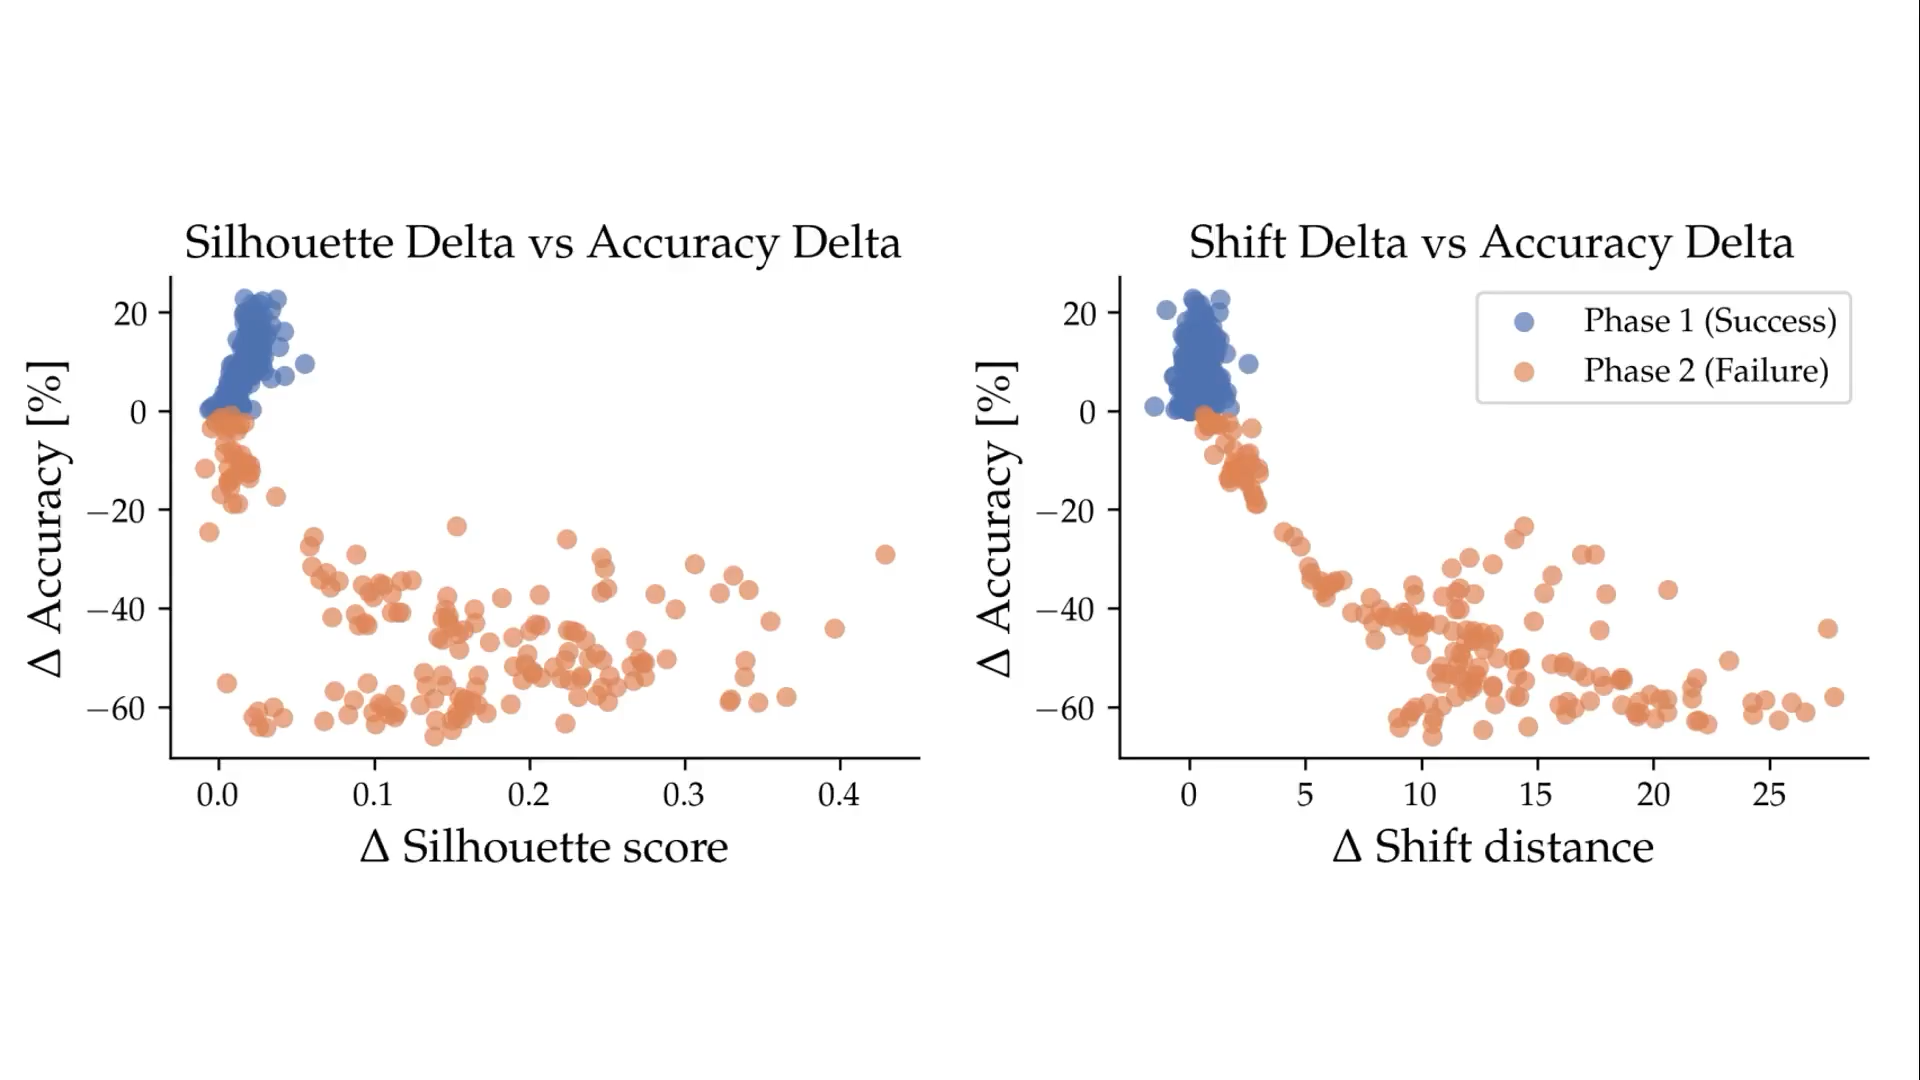 Silhouette Delta vs Accuracy Delta
Δ Accuracy [%]
20
0
−20
−40
−60
0.0 0.1 0.2 0.3 0.4
Δ Silhouette score
Shift Delta vs Accuracy Delta
Δ Accuracy [%]
20
0
−20
−40
−60
Phase 1 (Success)
Phase 2 (Failure)
0 5 10 15 20 25
Δ Shift distance